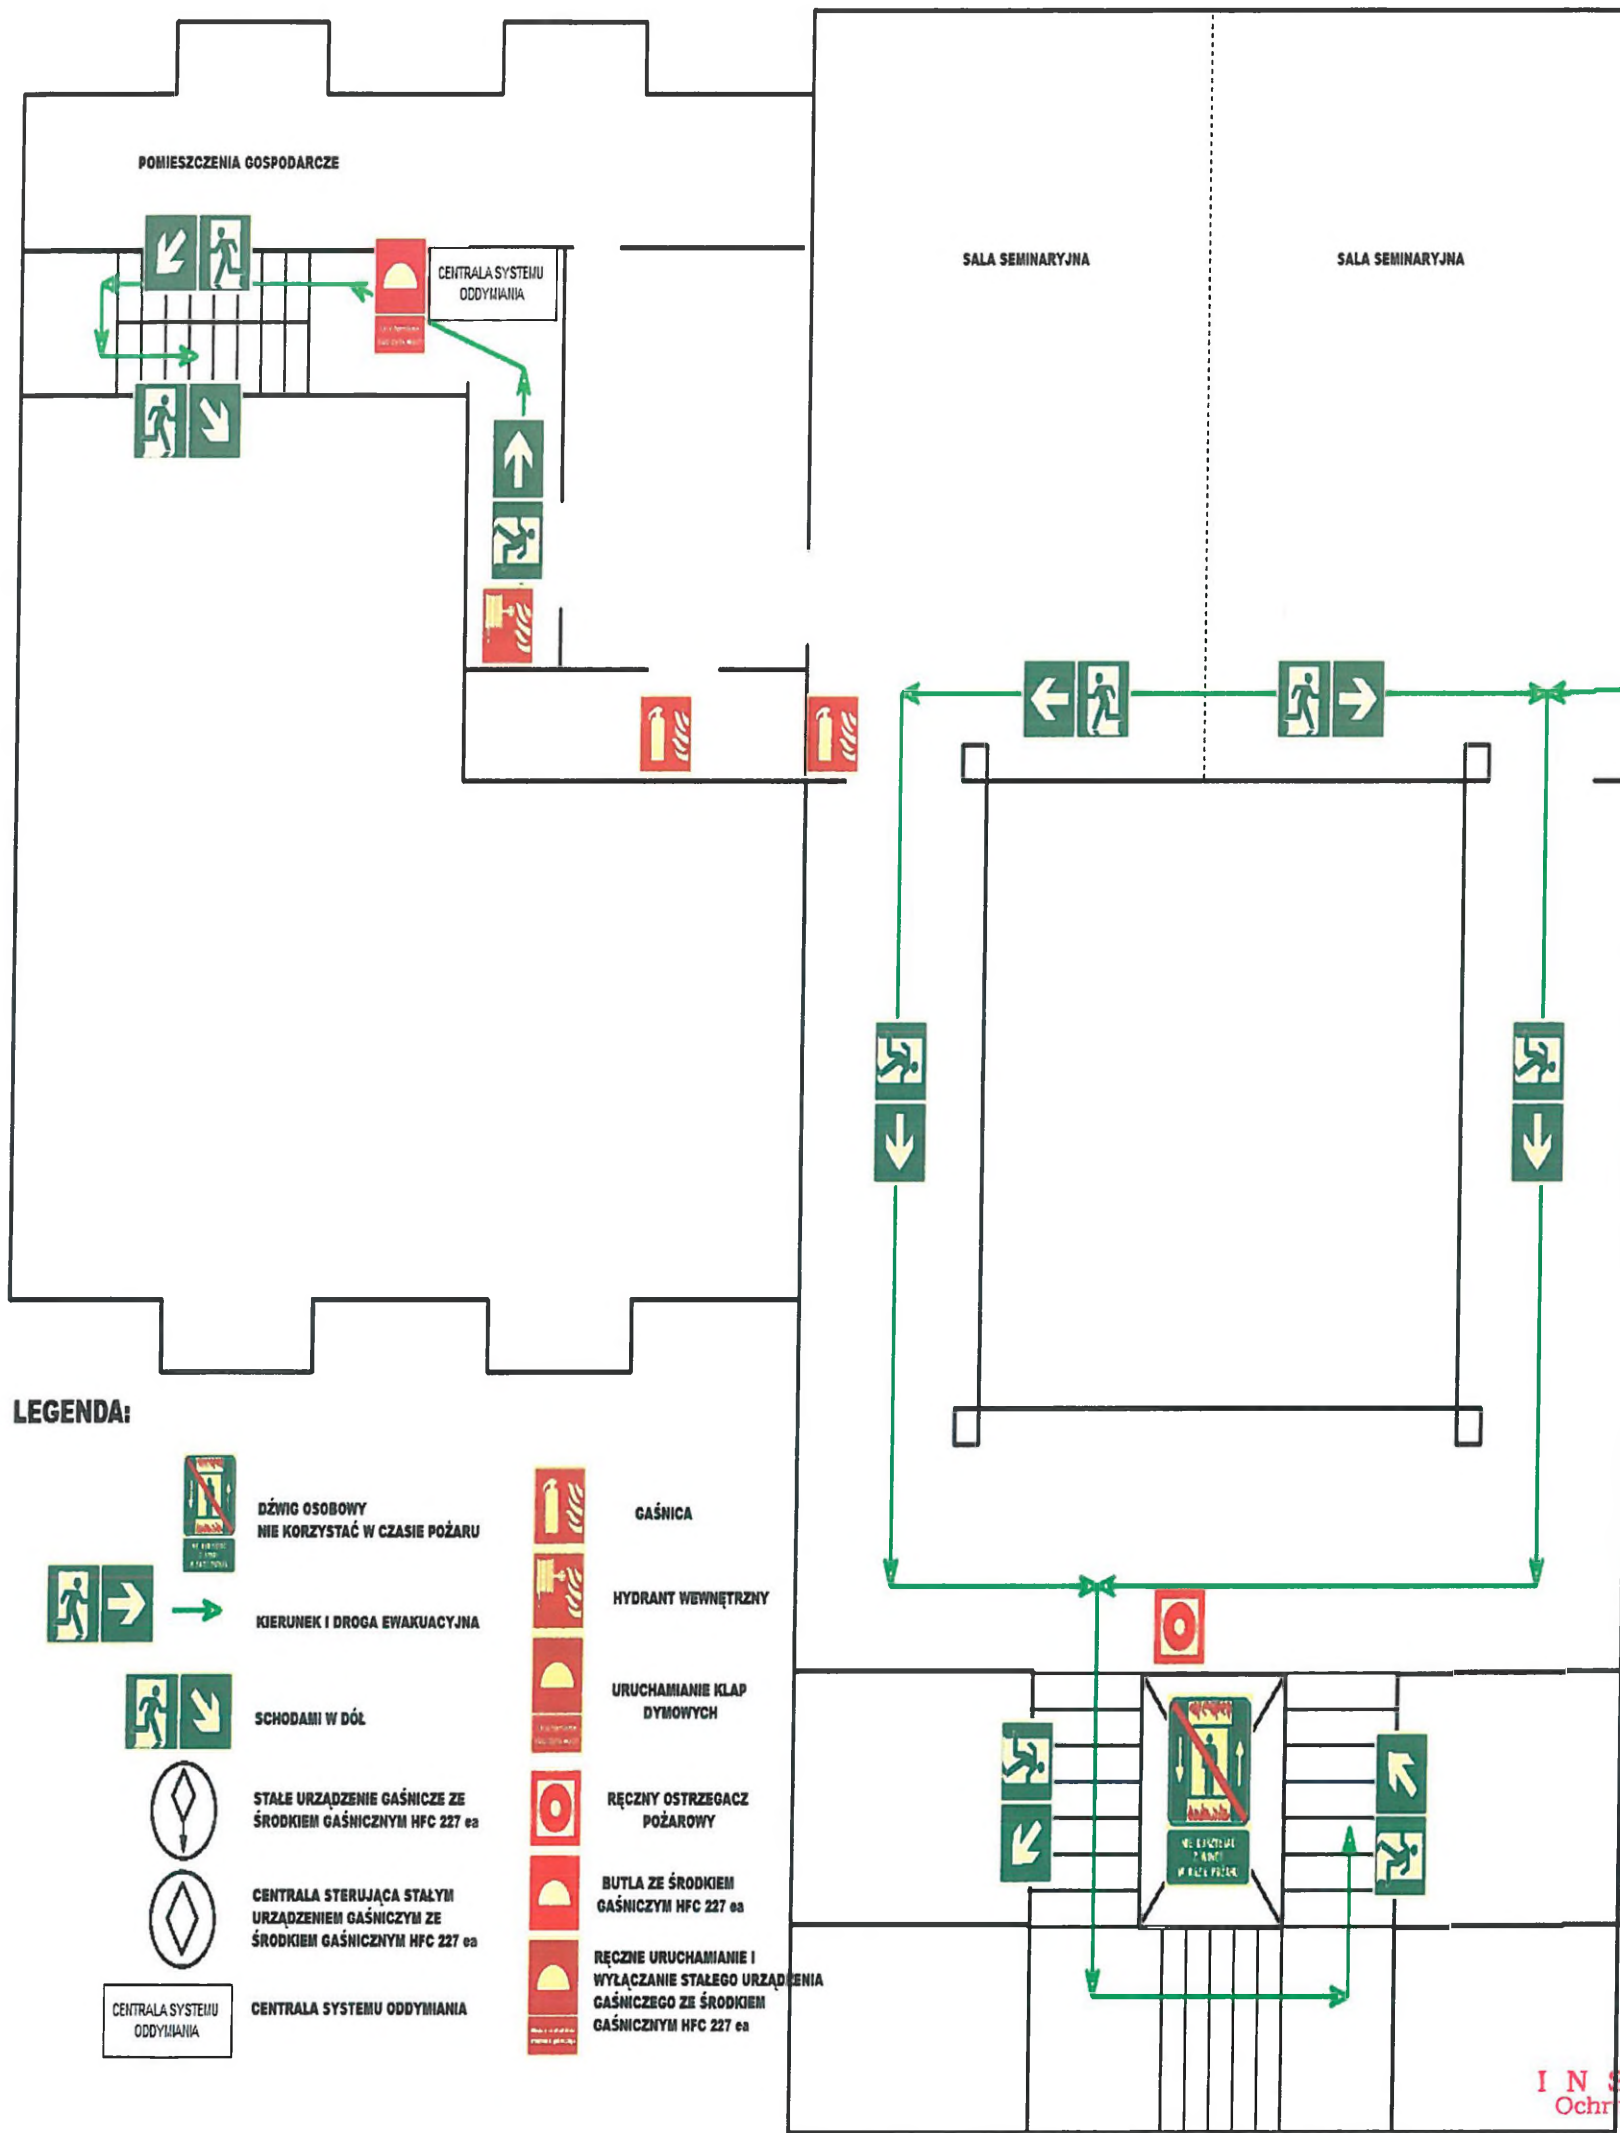 POMIESZCZENIA GOSPODARCZE
CENTRALA SYSTEMU
ODDYMIANIA
SALA SEMINARYJNA
SALA SEMINARYJNA
LEGENDA:
DŹWIG OSOBOWY
NIE KORZYSTAĆ W CZASIE POŻARU
KIERUNEK I DROGA EWAKUACYJNA
SCHODAMI W DÓŁ
STAŁE URZĄDZENIE GAŚNICZE ZE
ŚRODKIEM GAŚNICZNYM HFC 227 ea
CENTRALA STERUJĄCA STAŁYM
URZĄDZENIEM GAŚNICZYM ZE
ŚRODKIEM GAŚNICZNYM HFC 227 ea
CENTRALA SYSTEMU
ODDYMIANIA
CENTRALA SYSTEMU ODDYMIANIA
GAŚNICA
HYDRANT WEWNĘTRZNY
URUCHAMIANIE KLAP
DYMOWYCH
RĘCZNY OSTRZEGACZ
POŻAROWY
BUTLA ZE ŚRODKIEM
GAŚNICZYM HFC 227 ea
RĘCZNE URUCHAMIANIE I
WYŁĄCZANIE STAŁEGO URZĄDZENIA
GAŚNICZEGO ZE ŚRODKIEM
GAŚNICZNYM HFC 227 ea
I N S
Ochr